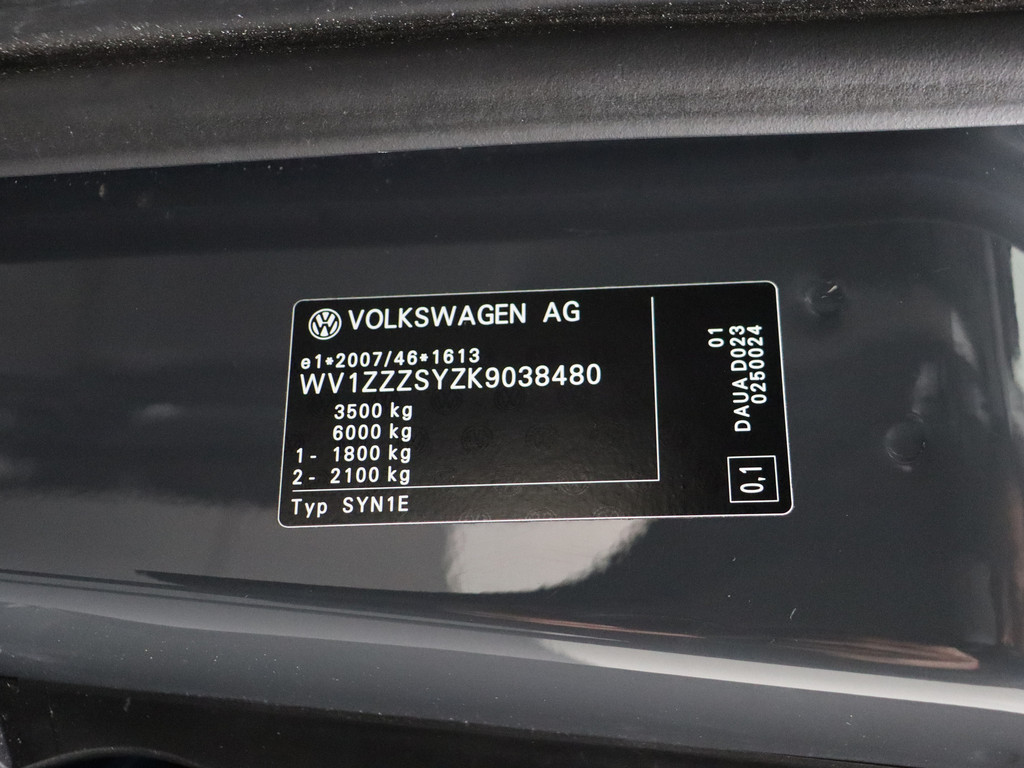 VOLKSWAGEN AG
e1*2007/46*1613
WV1ZZZSYZK9038480
3500 kg
6000 kg
1- 1800 kg
2- 2100 kg
Typ SYN1E
01
DAUA D023
0250024
0,1